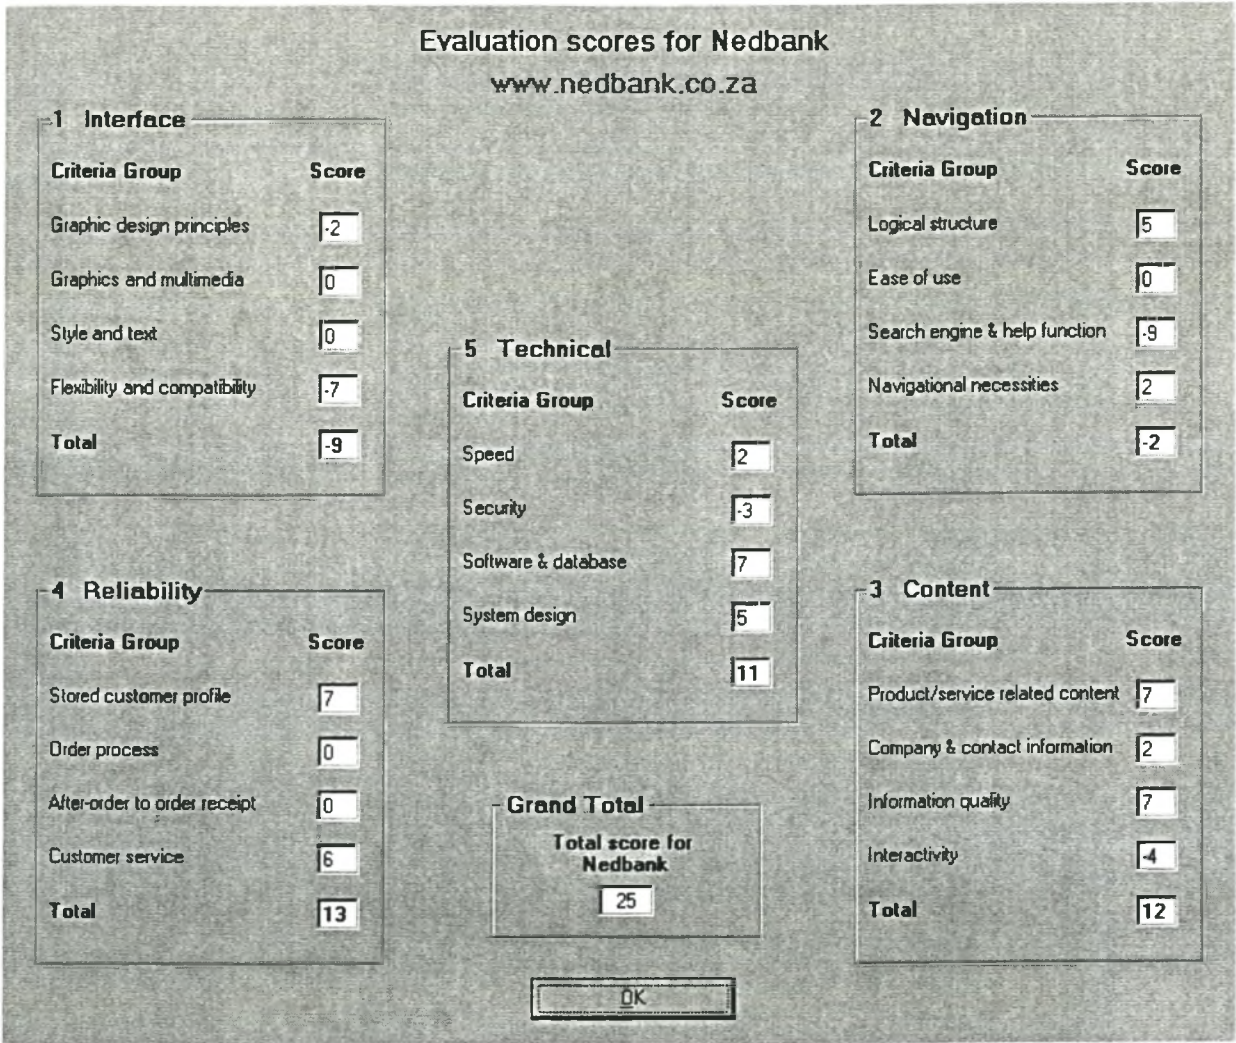 Evaluation scores for Nedbank
www.nedbank.co.za
1 Interface
Criteria Group Score
Graphic design principles -2
Graphics and multimedia 0
Style and text 0
Flexibility and compatibility -7
Total -9
2 Navigation
Criteria Group Score
Logical structure 5
Ease of use 0
Search engine & help function -9
Navigational necessities 2
Total -2
5 Technical
Criteria Group Score
Speed 2
Security -3
Software & database 7
System design 5
Total 11
4 Reliability
Criteria Group Score
Stored customer profile 7
Order process 0
After-order to order receipt 0
Customer service 6
Total 13
3 Content
Criteria Group Score
Product/service related content 7
Company & contact information 2
Information quality 7
Interactivity -4
Total 12
Grand Total
Total score for
Nedbank
25
OK